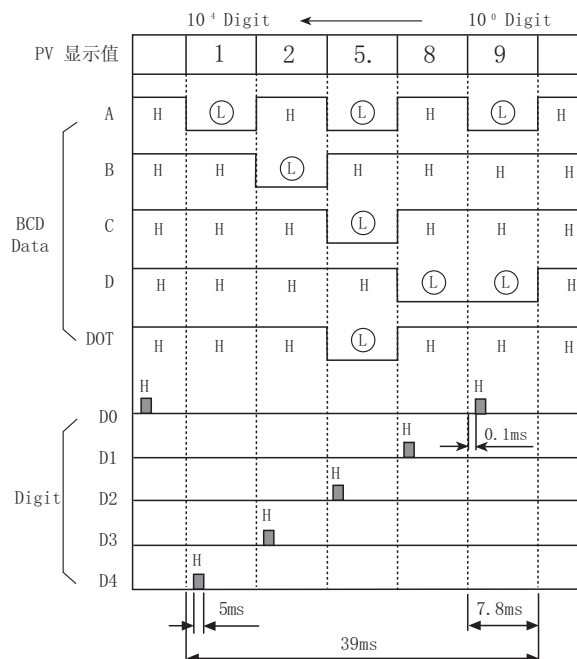 10⁴ Digit 10⁰ Digit
PV 显示值 1 2 5. 8 9
A H L H L H L H
B H H L H H H H
BCD Data
C H H H L H H H
D H H H H L L H
DOT H H H L H H H
H H
D0
0.1ms
H
D1
H
Digit D2
H
D3
H
D4
5ms 7.8ms
39ms